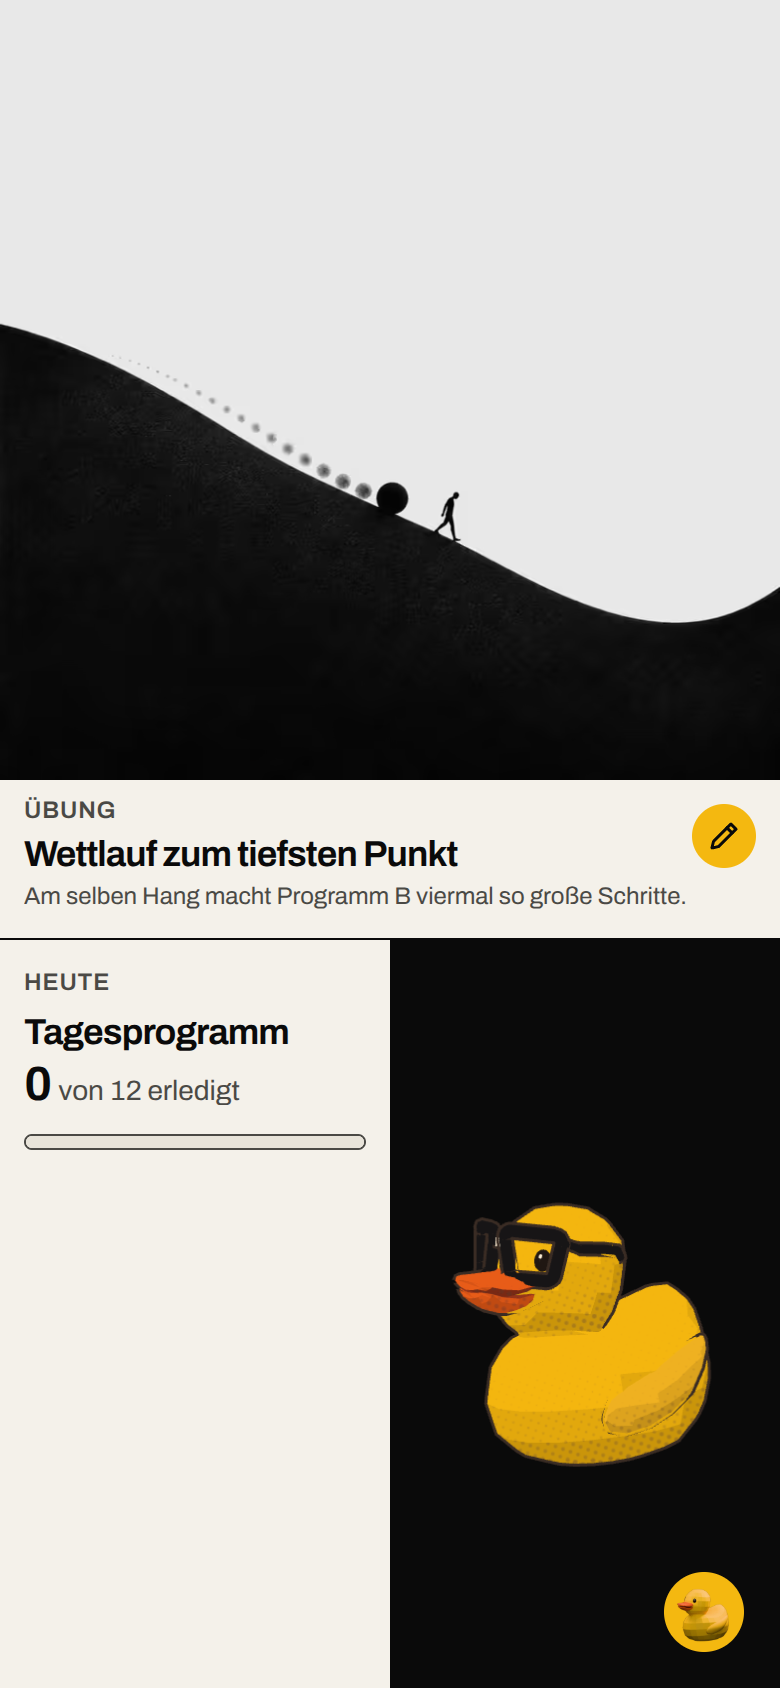 ÜBUNG
Wettlauf zum tiefsten Punkt
Am selben Hang macht Programm B viermal so große Schritte.
HEUTE
Tagesprogramm
0 von 12 erledigt